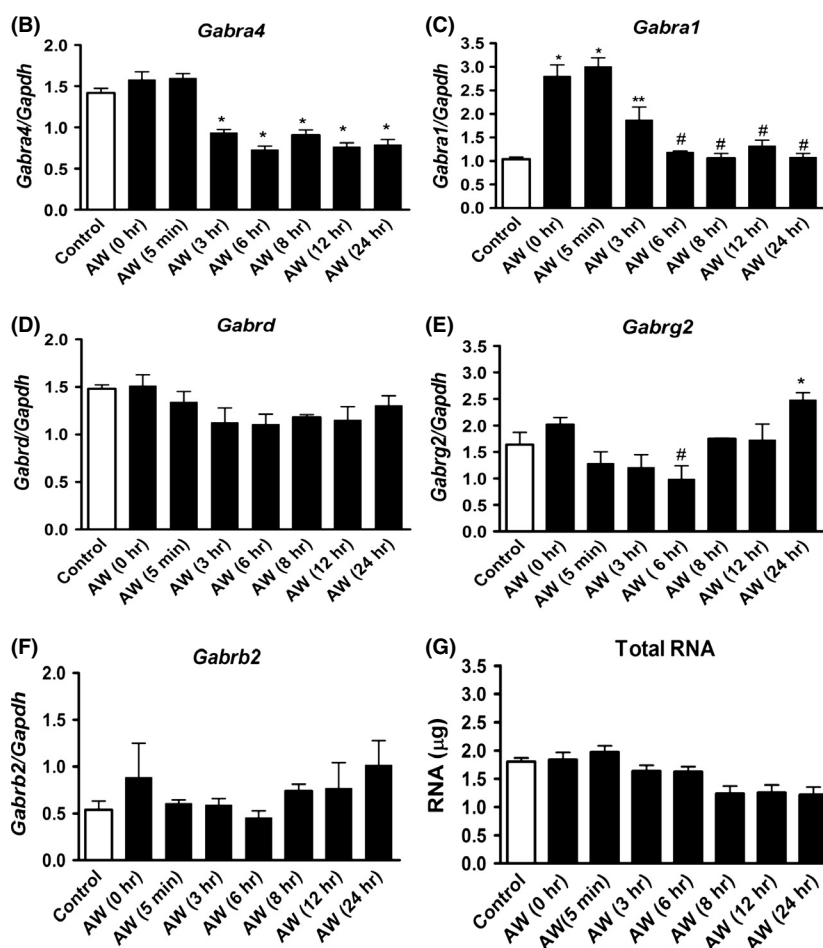 (B)
Gabra4
Gabra4/Gapdh
2.0
1.5
1.0
0.5
0.0
* * * * *
Control
AW (0 hr)
AW (5 min)
AW (3 hr)
AW (6 hr)
AW (8 hr)
AW (12 hr)
AW (24 hr)
(C)
Gabra1
Gabra1/Gapdh
3.5
3.0
2.5
2.0
1.5
1.0
0.5
0.0
* * ** # # # #
Control
AW (0 hr)
AW (5 min)
AW (3 hr)
AW (6 hr)
AW (8 hr)
AW (12 hr)
AW (24 hr)
(D)
Gabrd
Gabrd/Gapdh
2.0
1.5
1.0
0.5
0.0
Control
AW (0 hr)
AW (5 min)
AW (3 hr)
AW (6 hr)
AW (8 hr)
AW (12 hr)
AW (24 hr)
(E)
Gabrg2
Gabrg2/Gapdh
3.5
3.0
2.5
2.0
1.5
1.0
0.5
0.0
# *
Control
AW (0 hr)
AW (5 min)
AW (3 hr)
AW ( 6 hr)
AW (8 hr)
AW (12 hr)
AW (24 hr)
(F)
Gabrb2
Gabrb2/Gapdh
2.0
1.5
1.0
0.5
0.0
Control
AW (0 hr)
AW (5 min)
AW (3 hr)
AW (6 hr)
AW (8 hr)
AW (12 hr)
AW (24 hr)
(G)
Total RNA
RNA (μg)
3.5
3.0
2.5
2.0
1.5
1.0
0.5
0.0
Control
AW (0 hr)
AW(5 min)
AW (3 hr)
AW (6 hr)
AW (8 hr)
AW (12 hr)
AW (24 hr)